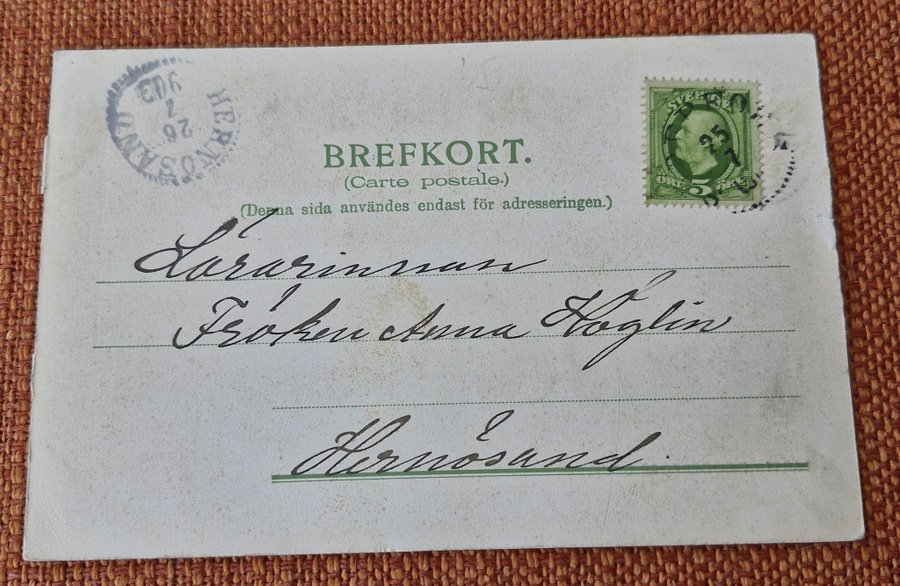 BREFKORT.
(Carte postale.)
(Denna sida användes endast för adresseringen.)
Lärarinnan
Fröken Anna Höglin
Hernösand.
HERNÖSAND
26
7
903
SVERIGE
ÖRE 5
25
7